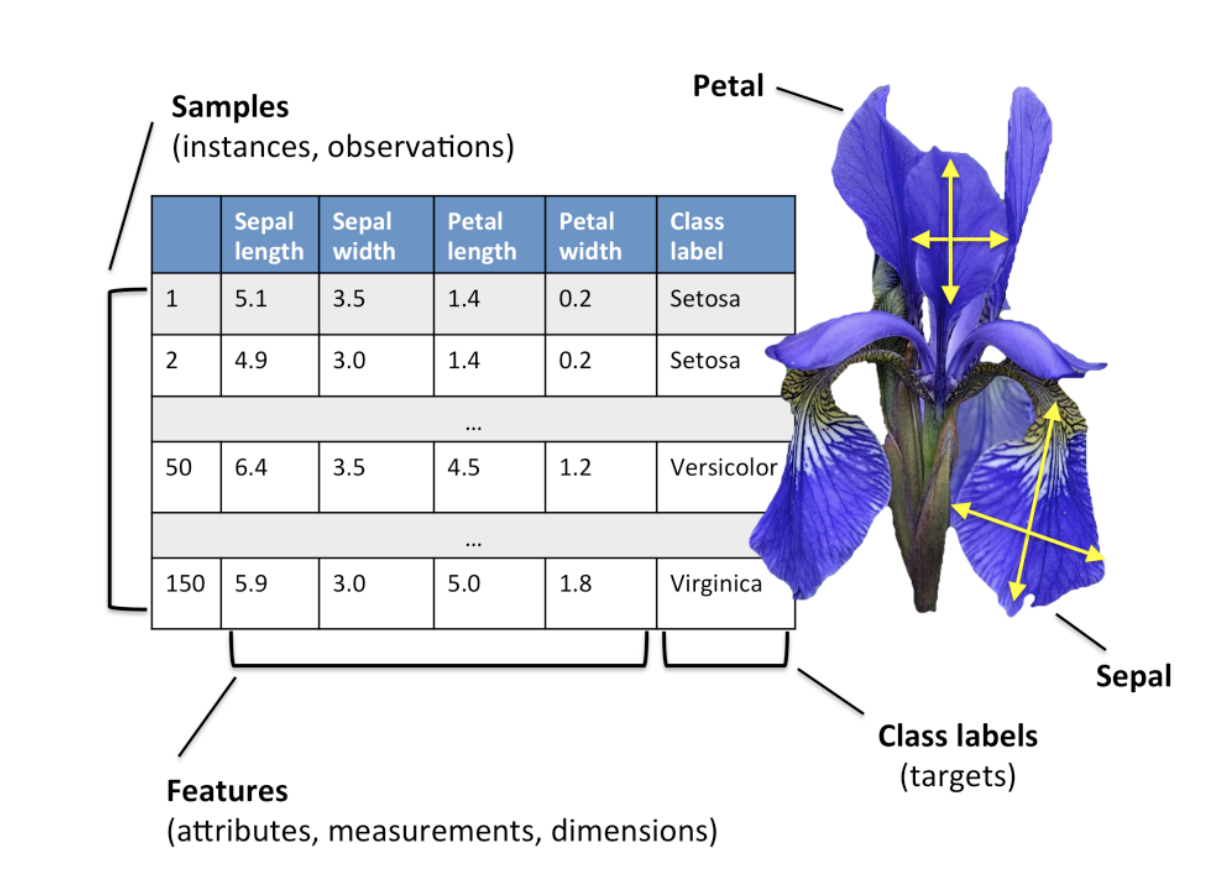 Petal
Samples
(instances, observations)
Sepal length Sepal width Petal length Petal width Class label
1 5.1 3.5 1.4 0.2 Setosa
2 4.9 3.0 1.4 0.2 Setosa
...
50 6.4 3.5 4.5 1.2 Versicolor
...
150 5.9 3.0 5.0 1.8 Virginica
Sepal
Class labels
(targets)
Features
(attributes, measurements, dimensions)